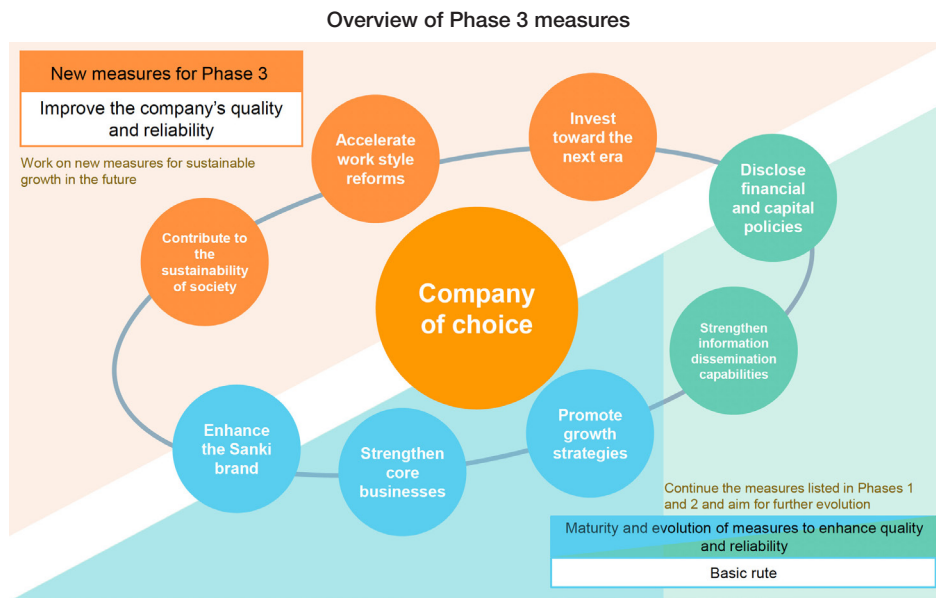 Overview of Phase 3 measures
New measures for Phase 3
Improve the company's quality
and reliability
Work on new measures for sustainable
growth in the future
Accelerate
work style
reforms
Invest
toward the
next era
Disclose
financial
and capital
policies
Contribute to
the
sustainability
of society
Company
of choice
Strengthen
information
dissemination
capabilities
Enhance
the Sanki
brand
Strengthen
core
businesses
Promote
growth
strategies
Continue the measures listed in Phases 1
and 2 and aim for further evolution
Maturity and evolution of measures to enhance quality
and reliability
Basic rute